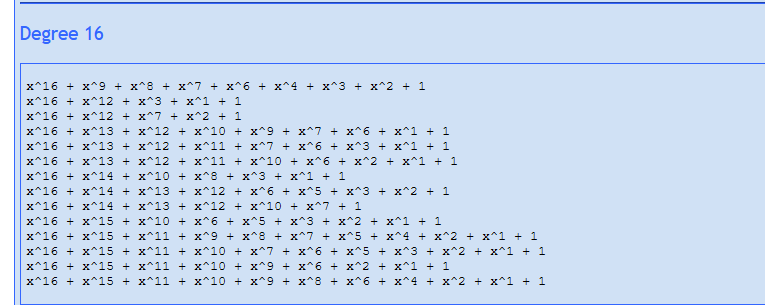 Degree 16
x^16 + x^9 + x^8 + x^7 + x^6 + x^4 + x^3 + x^2 + 1
x^16 + x^12 + x^3 + x^1 + 1
x^16 + x^12 + x^7 + x^2 + 1
x^16 + x^13 + x^12 + x^10 + x^9 + x^7 + x^6 + x^1 + 1
x^16 + x^13 + x^12 + x^11 + x^7 + x^6 + x^3 + x^1 + 1
x^16 + x^13 + x^12 + x^11 + x^10 + x^6 + x^2 + x^1 + 1
x^16 + x^14 + x^10 + x^8 + x^3 + x^1 + 1
x^16 + x^14 + x^13 + x^12 + x^6 + x^5 + x^3 + x^2 + 1
x^16 + x^14 + x^13 + x^12 + x^10 + x^7 + 1
x^16 + x^15 + x^10 + x^6 + x^5 + x^3 + x^2 + x^1 + 1
x^16 + x^15 + x^11 + x^9 + x^8 + x^7 + x^5 + x^4 + x^2 + x^1 + 1
x^16 + x^15 + x^11 + x^10 + x^7 + x^6 + x^5 + x^3 + x^2 + x^1 + 1
x^16 + x^15 + x^11 + x^10 + x^9 + x^6 + x^2 + x^1 + 1
x^16 + x^15 + x^11 + x^10 + x^9 + x^8 + x^6 + x^4 + x^2 + x^1 + 1